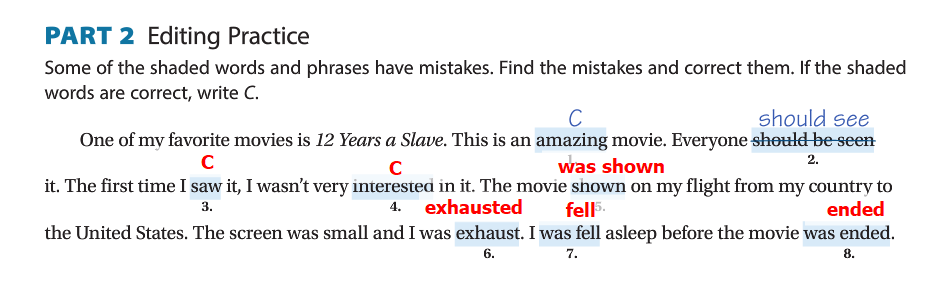 PART 2 Editing Practice
Some of the shaded words and phrases have mistakes. Find the mistakes and correct them. If the shaded
words are correct, write C.
C should see
One of my favorite movies is 12 Years a Slave. This is an amazing movie. Everyone should be seen
C C was shown 2.
it. The first time I saw it, I wasn't very interested in it. The movie shown on my flight from my country to
3. 4. exhausted fell 5. ended
the United States. The screen was small and I was exhaust. I was fell asleep before the movie was ended.
6. 7. 8.